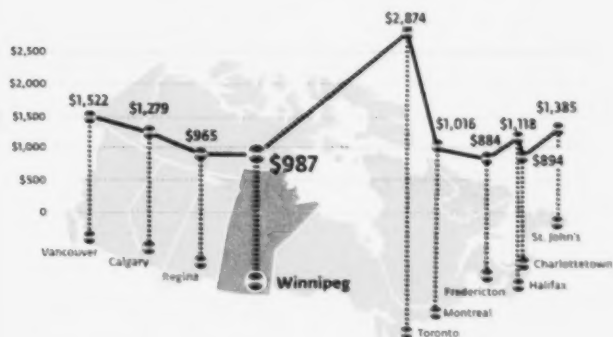 $2,874
$2,500
$2,000
$1,522
$1,500
$1,279
$965
$987
$1,016
$884
$1,118
$1,385
$894
$1,000
$500
0
Vancouver
Calgary
Regina
Winnipeg
Toronto
Montreal
Fredericton
Halifax
Charlottetown
St. John's